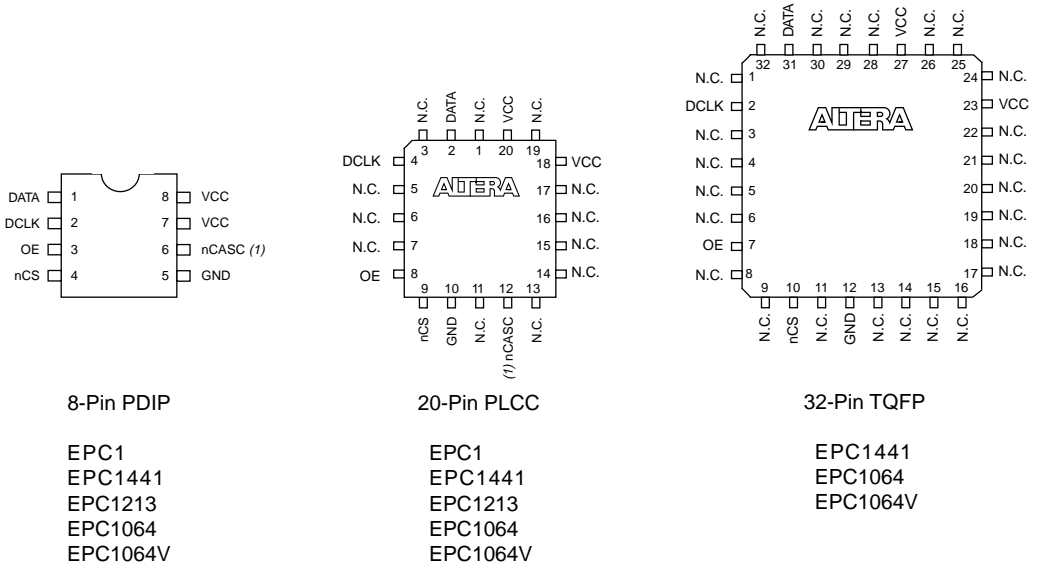 DATA 1 8 VCC
DCLK 2 7 VCC
OE 3 6 nCASC (1)
nCS 4 5 GND
8-Pin PDIP
EPC1
EPC1441
EPC1213
EPC1064
EPC1064V
N.C. DATA N.C. VCC N.C.
3 2 1 20 19
DCLK 4 18 VCC
ALTERA
N.C. 5 17 N.C.
N.C. 6 16 N.C.
N.C. 7 15 N.C.
OE 8 14 N.C.
9 10 11 12 13
nCS GND N.C. (1) nCASC N.C.
20-Pin PLCC
EPC1
EPC1441
EPC1213
EPC1064
EPC1064V
N.C. DATA N.C. N.C. N.C. VCC N.C. N.C.
32 31 30 29 28 27 26 25
N.C. 1 24 N.C.
DCLK 2 23 VCC
ALTERA
N.C. 3 22 N.C.
N.C. 4 21 N.C.
N.C. 5 20 N.C.
N.C. 6 19 N.C.
OE 7 18 N.C.
N.C. 8 17 N.C.
9 10 11 12 13 14 15 16
N.C. nCS N.C. GND N.C. N.C. N.C. N.C.
32-Pin TQFP
EPC1441
EPC1064
EPC1064V